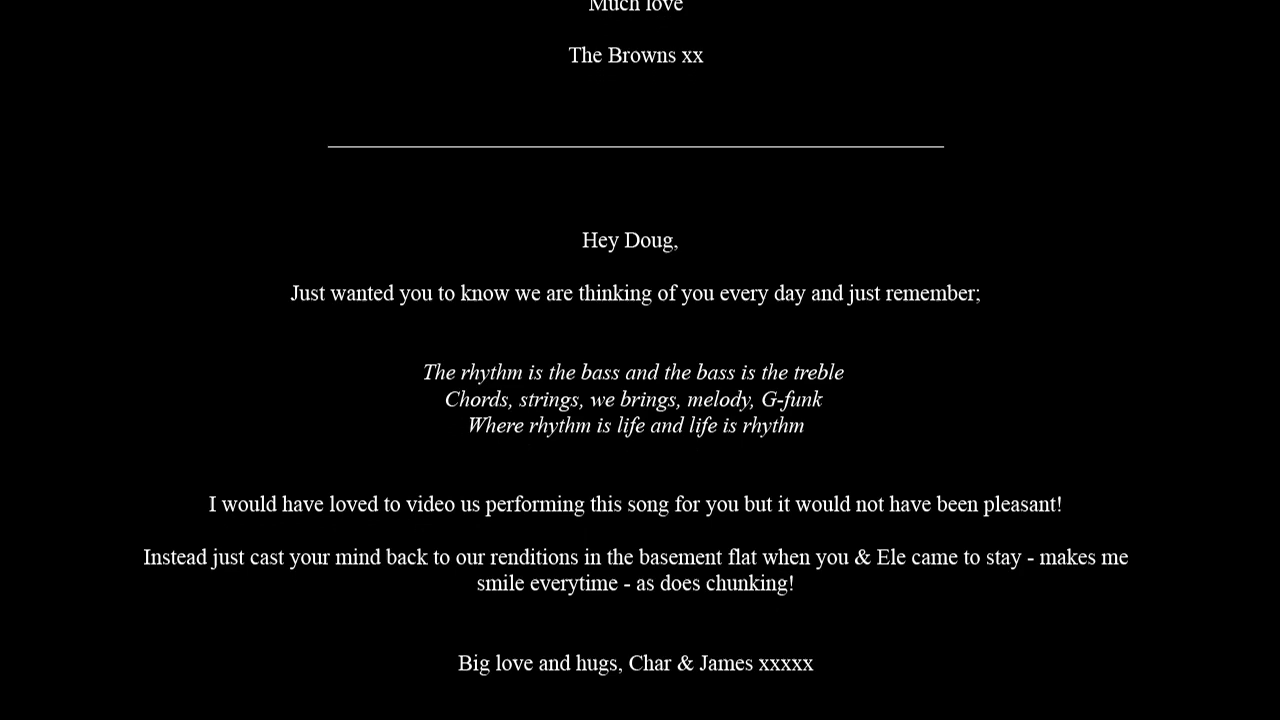 Much love
The Browns xx
Hey Doug,
Just wanted you to know we are thinking of you every day and just remember;
The rhythm is the bass and the bass is the treble
Chords, strings, we brings, melody, G-funk
Where rhythm is life and life is rhythm
I would have loved to video us performing this song for you but it would not have been pleasant!
Instead just cast your mind back to our renditions in the basement flat when you & Ele came to stay - makes me
smile everytime - as does chunking!
Big love and hugs, Char & James xxxxx